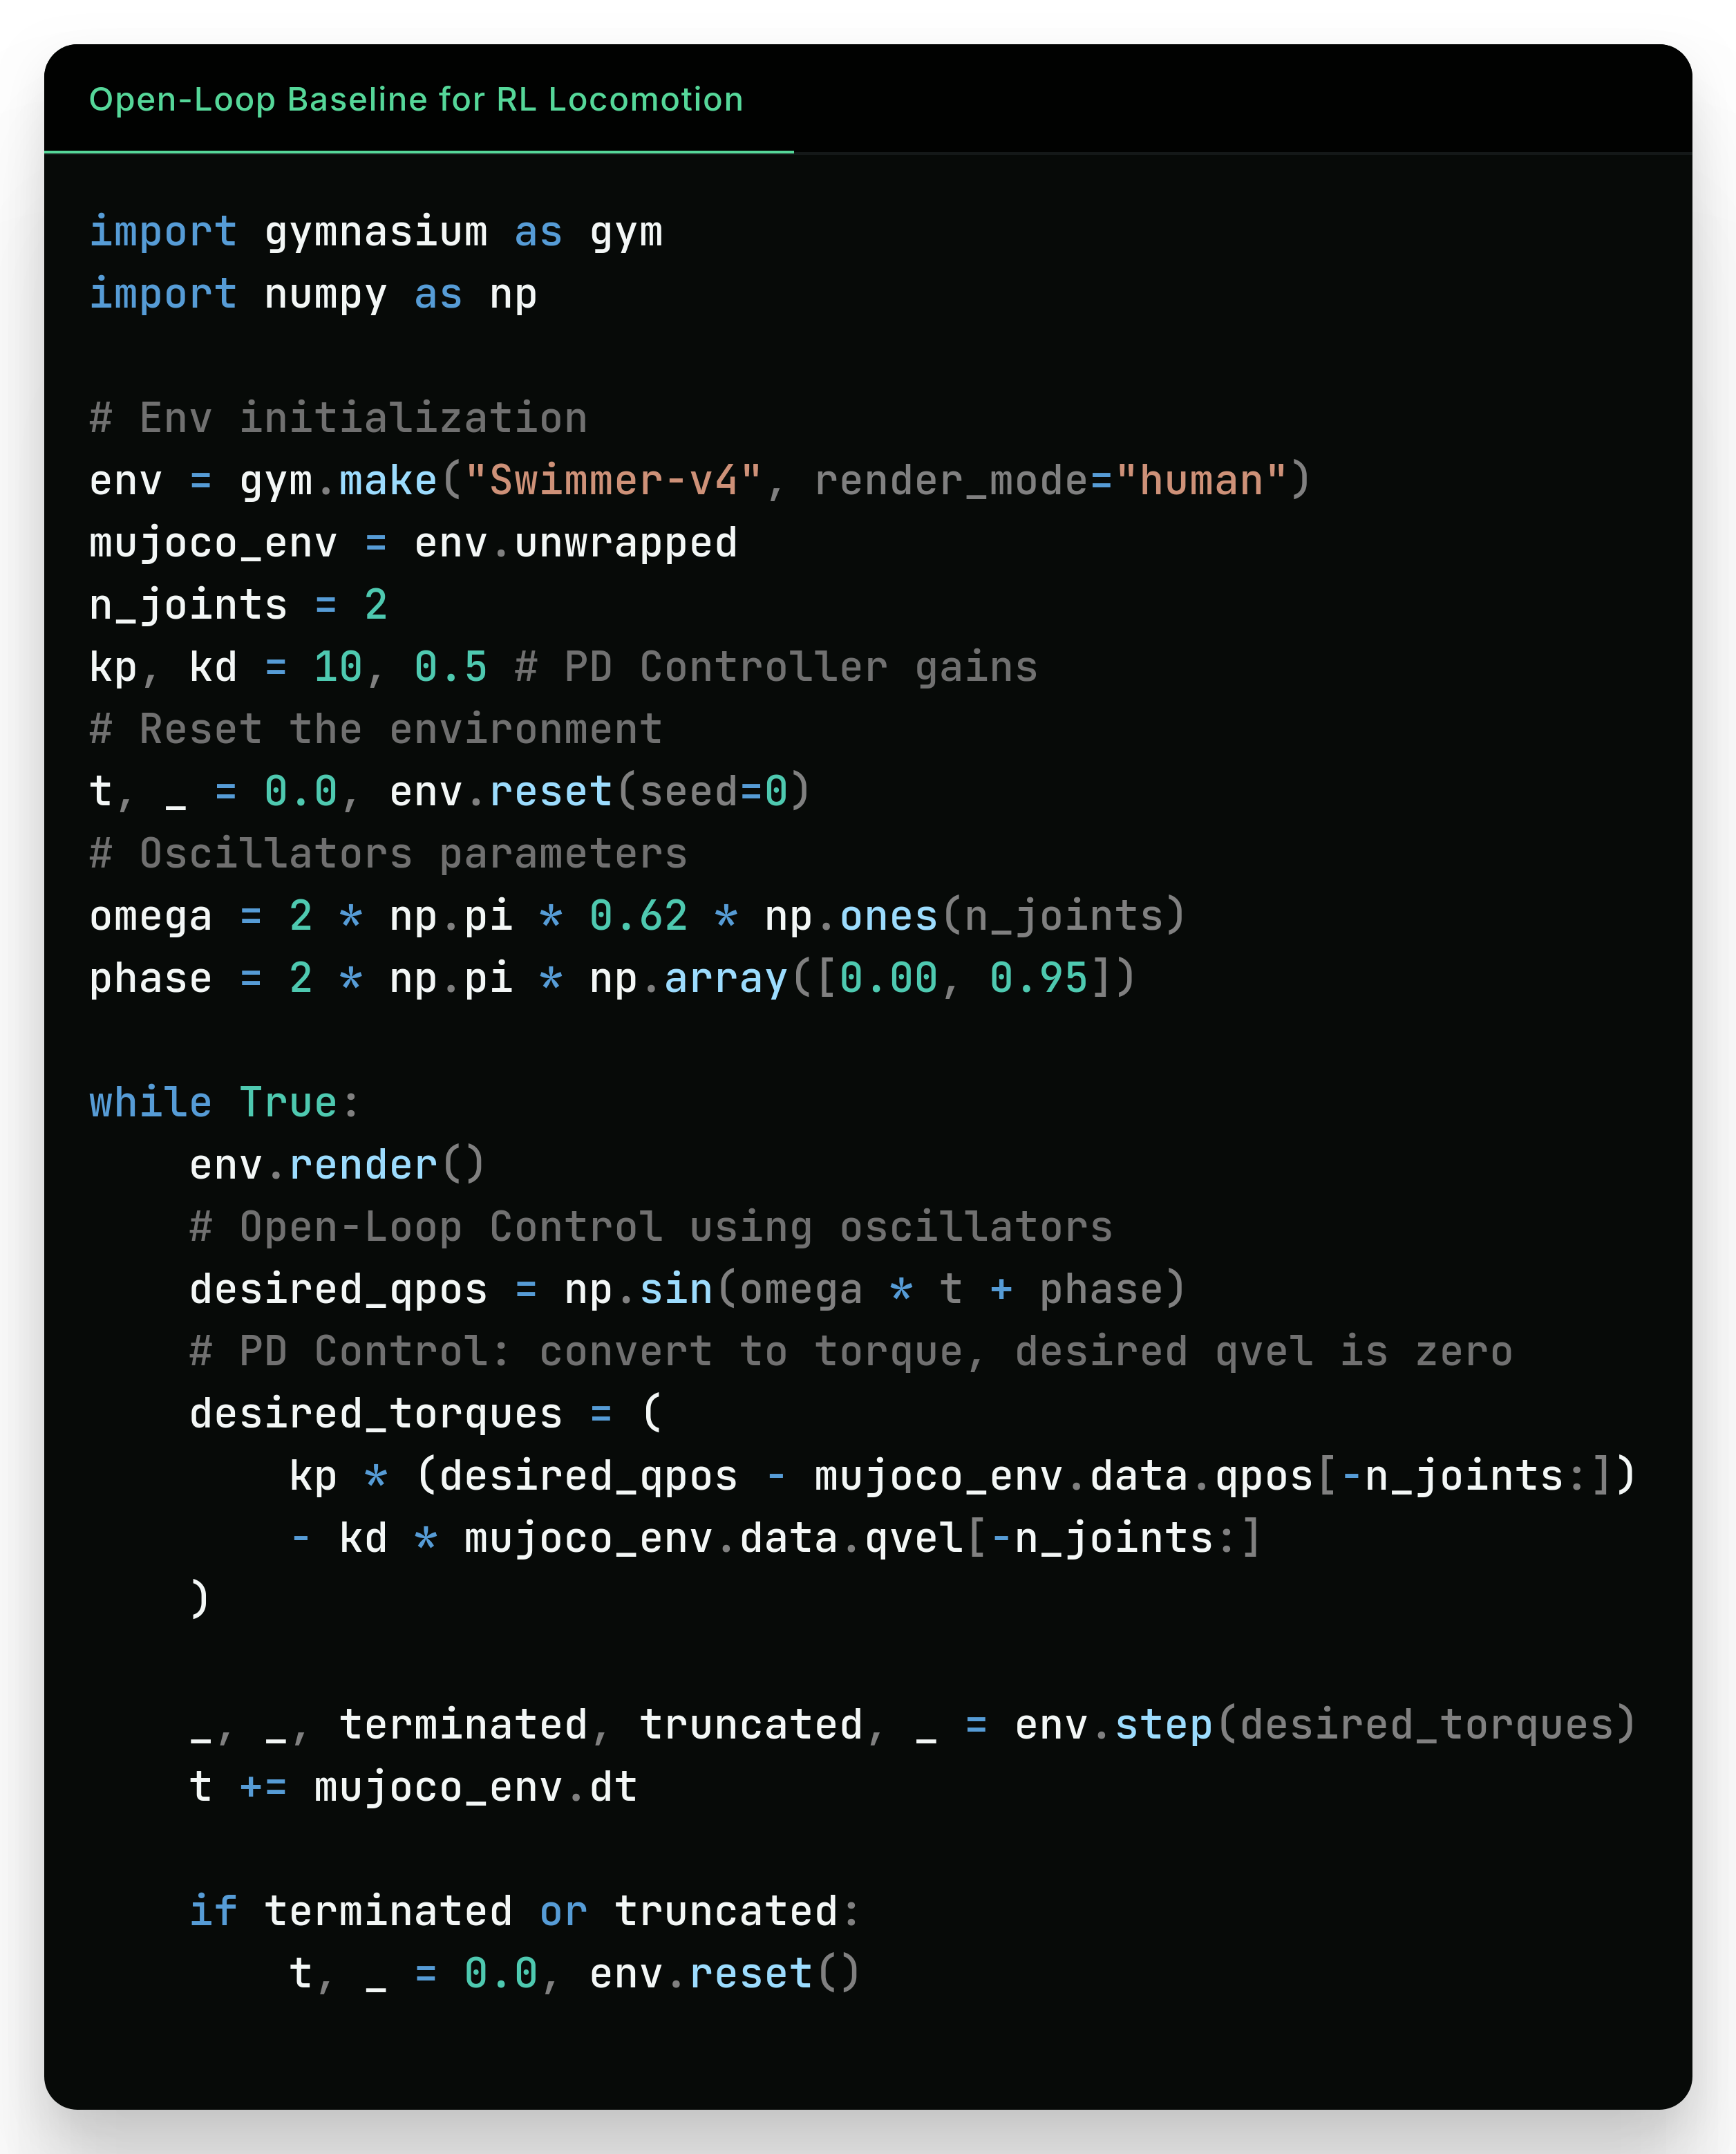 Open-Loop Baseline for RL Locomotion
import gymnasium as gym
import numpy as np

# Env initialization
env = gym.make("Swimmer-v4", render_mode="human")
mujoco_env = env.unwrapped
n_joints = 2
kp, kd = 10, 0.5 # PD Controller gains
# Reset the environment
t, _ = 0.0, env.reset(seed=0)
# Oscillators parameters
omega = 2 * np.pi * 0.62 * np.ones(n_joints)
phase = 2 * np.pi * np.array([0.00, 0.95])

while True:
    env.render()
    # Open-Loop Control using oscillators
    desired_qpos = np.sin(omega * t + phase)
    # PD Control: convert to torque, desired qvel is zero
    desired_torques = (
        kp * (desired_qpos - mujoco_env.data.qpos[-n_joints:])
        - kd * mujoco_env.data.qvel[-n_joints:]
    )

    _, _, terminated, truncated, _ = env.step(desired_torques)
    t += mujoco_env.dt

    if terminated or truncated:
        t, _ = 0.0, env.reset()